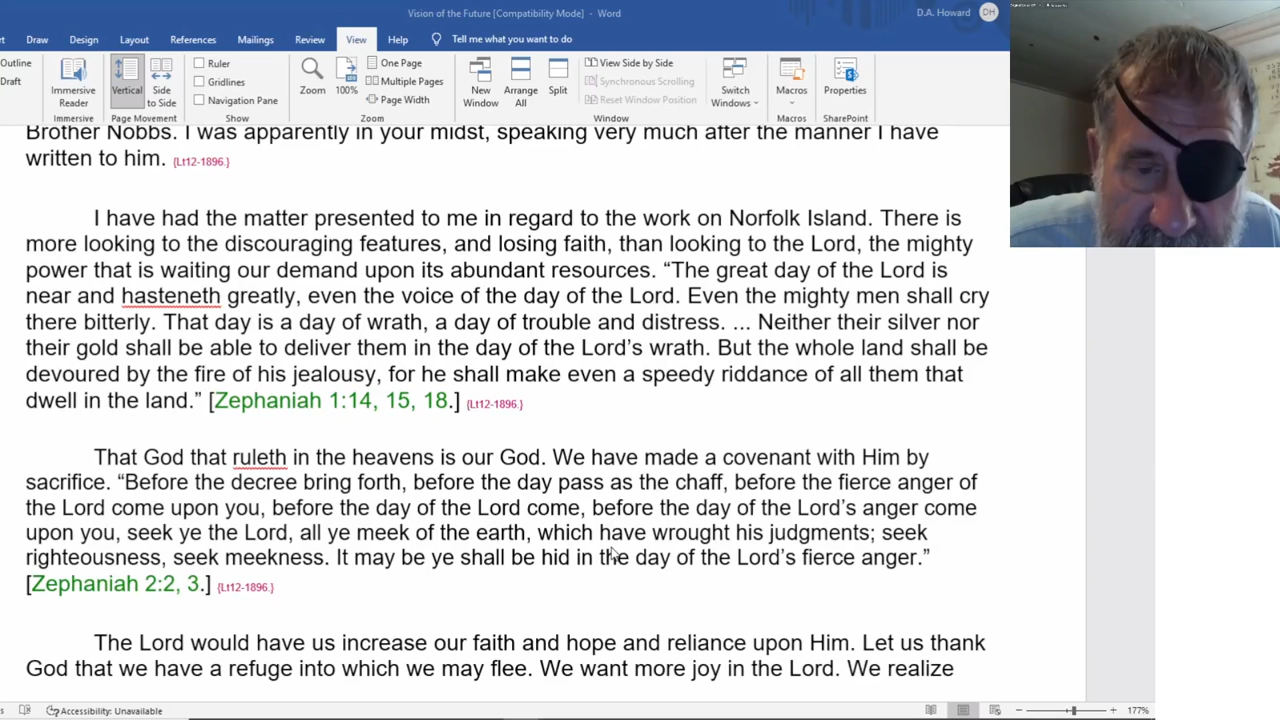 Vision of the Future [Compatibility Mode] - Word
D.A. Howard
DH
Draw Design Layout References Mailings Review View Help Tell me what you want to do
Outline
Draft
Immersive
Reader
Immersive
Vertical
Side
to Side
Page Movement
Ruler
Gridlines
Navigation Pane
Show
Zoom
100%
One Page
Multiple Pages
Page Width
Zoom
New
Window
Arrange
All
Split
View Side by Side
Synchronous Scrolling
Reset Window Position
Window
Switch
Windows
Macros
Macros
Properties
SharePoint
Brother Nobbs. I was apparently in your midst, speaking very much after the manner I have
written to him. {Lt12-1896.}
I have had the matter presented to me in regard to the work on Norfolk Island. There is
more looking to the discouraging features, and losing faith, than looking to the Lord, the mighty
power that is waiting our demand upon its abundant resources. “The great day of the Lord is
near and hasteneth greatly, even the voice of the day of the Lord. Even the mighty men shall cry
there bitterly. That day is a day of wrath, a day of trouble and distress. ... Neither their silver nor
their gold shall be able to deliver them in the day of the Lord’s wrath. But the whole land shall be
devoured by the fire of his jealousy, for he shall make even a speedy riddance of all them that
dwell in the land.” [Zephaniah 1:14, 15, 18.] {Lt12-1896.}
That God that ruleth in the heavens is our God. We have made a covenant with Him by
sacrifice. “Before the decree bring forth, before the day pass as the chaff, before the fierce anger of
the Lord come upon you, before the day of the Lord come, before the day of the Lord’s anger come
upon you, seek ye the Lord, all ye meek of the earth, which have wrought his judgments; seek
righteousness, seek meekness. It may be ye shall be hid in the day of the Lord’s fierce anger.”
[Zephaniah 2:2, 3.] {Lt12-1896.}
The Lord would have us increase our faith and hope and reliance upon Him. Let us thank
God that we have a refuge into which we may flee. We want more joy in the Lord. We realize
Accessibility: Unavailable
177%